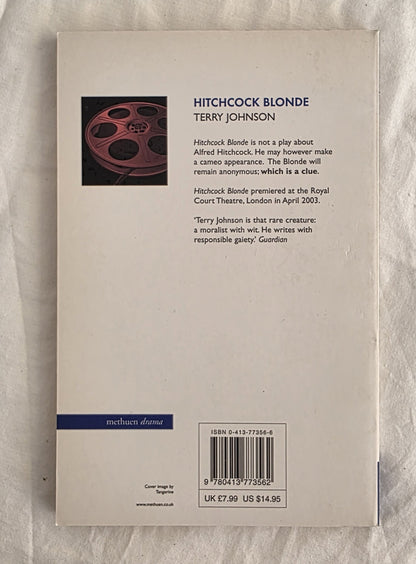 HITCHCOCK BLONDE
TERRY JOHNSON
Hitchcock Blonde is not a play about
Alfred Hitchcock. He may however make
a cameo appearance. The Blonde will
remain anonymous; which is a clue.
Hitchcock Blonde premiered at the Royal
Court Theatre, London in April 2003.
'Terry Johnson is that rare creature:
a moralist with wit. He writes with
responsible gaiety.' Guardian
methuen drama
Cover image by
Tangerine
www.methuen.co.uk
ISBN 0-413-77356-6
9 780413 773562
UK £7.99 US $14.95